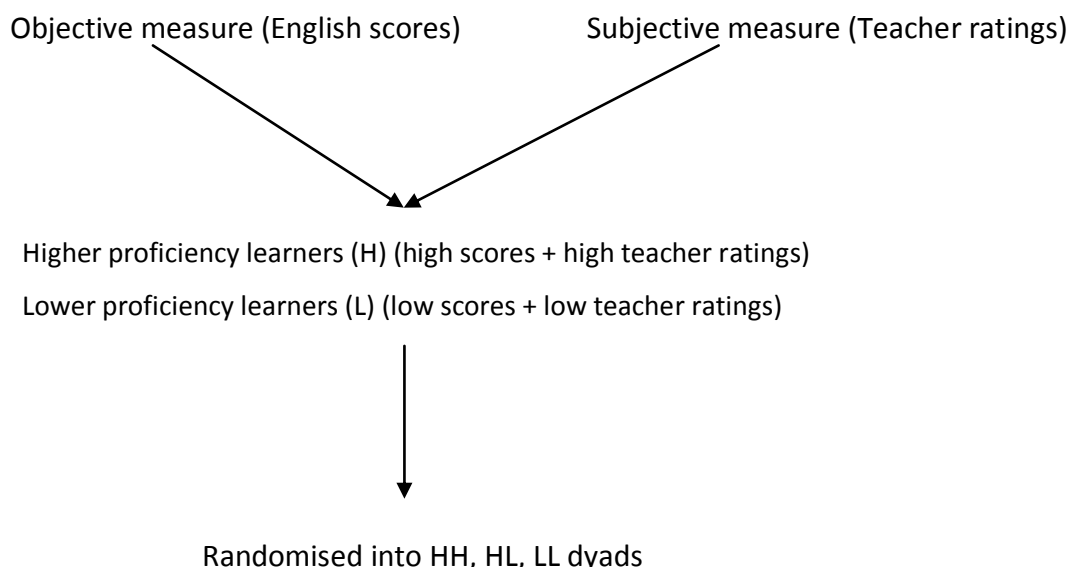 Objective measure (English scores) Subjective measure (Teacher ratings)
Higher proficiency learners (H) (high scores + high teacher ratings)
Lower proficiency learners (L) (low scores + low teacher ratings)
Randomised into HH, HL, LL dyads